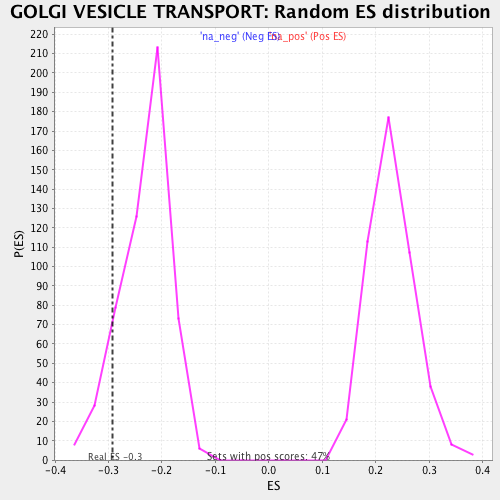 GOLGI VESICLE TRANSPORT: Random ES distribution
'na_neg' (Neg ES)
'na_pos' (Pos ES)
220
210
200
190
180
170
160
150
140
130
120
110
100
90
80
70
60
50
40
30
20
10
0
P(ES)
Real ES -0.3
Sets with pos scores: 47%
-0.4 -0.3 -0.2 -0.1 0.0 0.1 0.2 0.3 0.4
ES